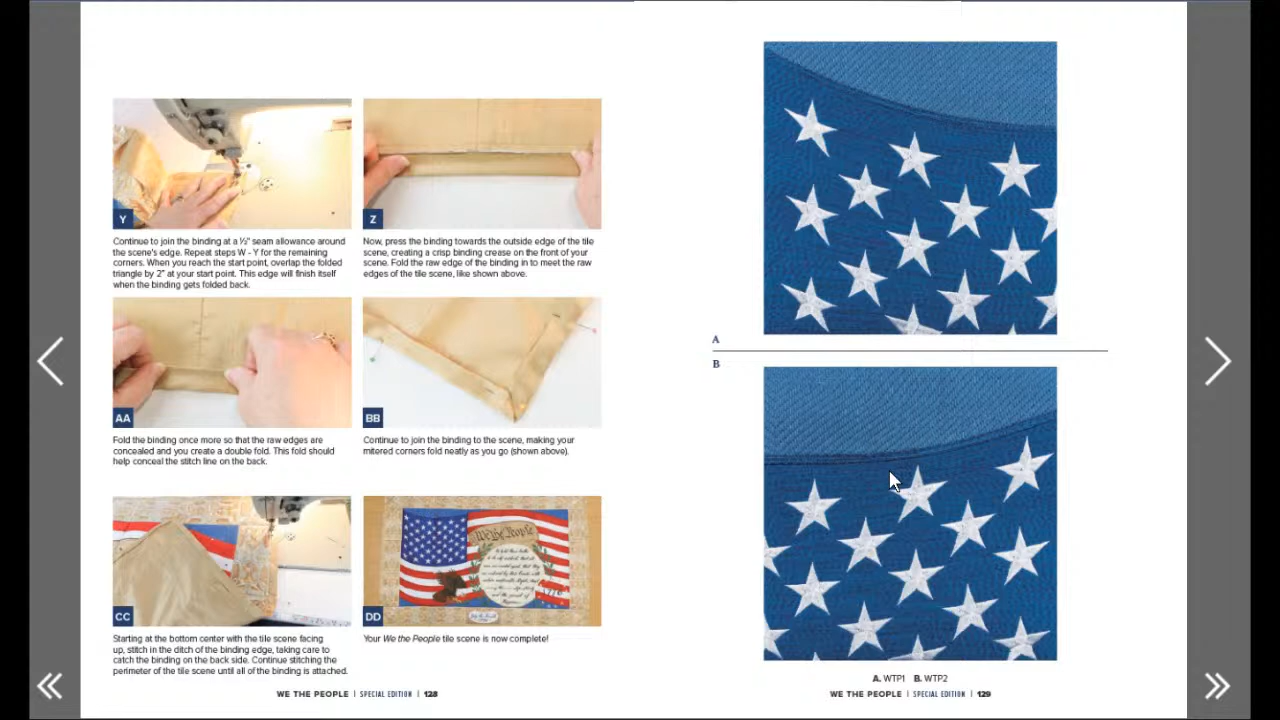 Y
Z
Continue to join the binding at a ½" seam allowance around
the scene's edge. Repeat steps W - Y for the remaining
corners. When you reach the start point, overlap the folded
triangle by 2" at your start point. This edge will finish itself
when the binding gets folded back.
Now, press the binding towards the outside edge of the tile
scene, creating a crisp binding crease on the front of your
scene. Fold the raw edge of the binding in to meet the raw
edges of the tile scene, like shown above.
AA
BB
Fold the binding once more so that the raw edges are
concealed and you create a double fold. This fold should
help conceal the stitch line on the back.
Continue to join the binding to the scene, making your
mitered corners fold neatly as you go (shown above).
CC
We the People
DD
Starting at the bottom center with the tile scene facing
up, stitch in the ditch of the binding edge, taking care to
catch the binding on the back side. Continue stitching the
perimeter of the tile scene until all of the binding is attached.
Your We the People tile scene is now complete!
WE THE PEOPLE | SPECIAL EDITION | 128
A
B
A. WTP1 B. WTP2
WE THE PEOPLE | SPECIAL EDITION | 129